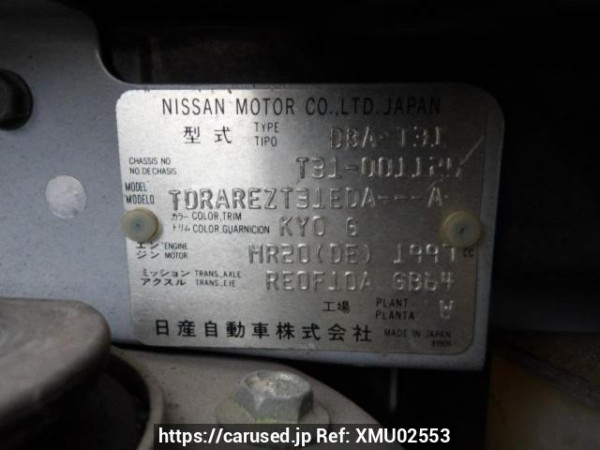 NISSAN MOTOR CO.,LTD.JAPAN
型式 TYPE TIPO DBA-T31
CHASSIS NO NO.DE CHASIS T31-001124
MODEL MODELO TDRAREZT31EDA---A-
カラー COLOR,TRIM トリム COLOR,GUARNICION KYO G
エンジン ENGINE MOTOR MR20(DE) 1997 CC
ミッション TRANS.,AXLE アクスル TRANS.,EJE RE0F10A GB64
工場 PLANT PLANTA A
日産自動車株式会社 MADE IN JAPAN
https://carused.jp Ref: XMU02553